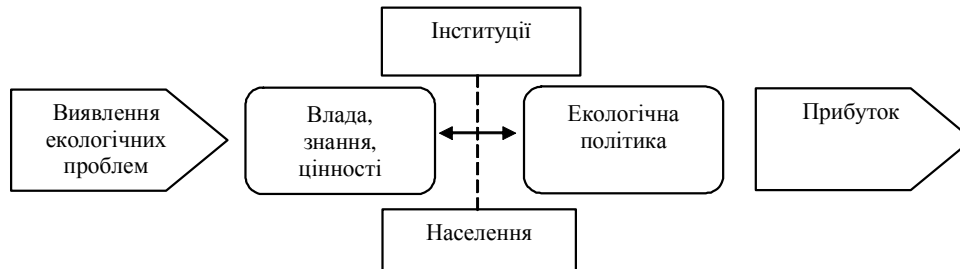 Інституції
Виявлення
екологічних
проблем
Влада,
знання,
цінності
Екологічна
політика
Прибуток
Населення